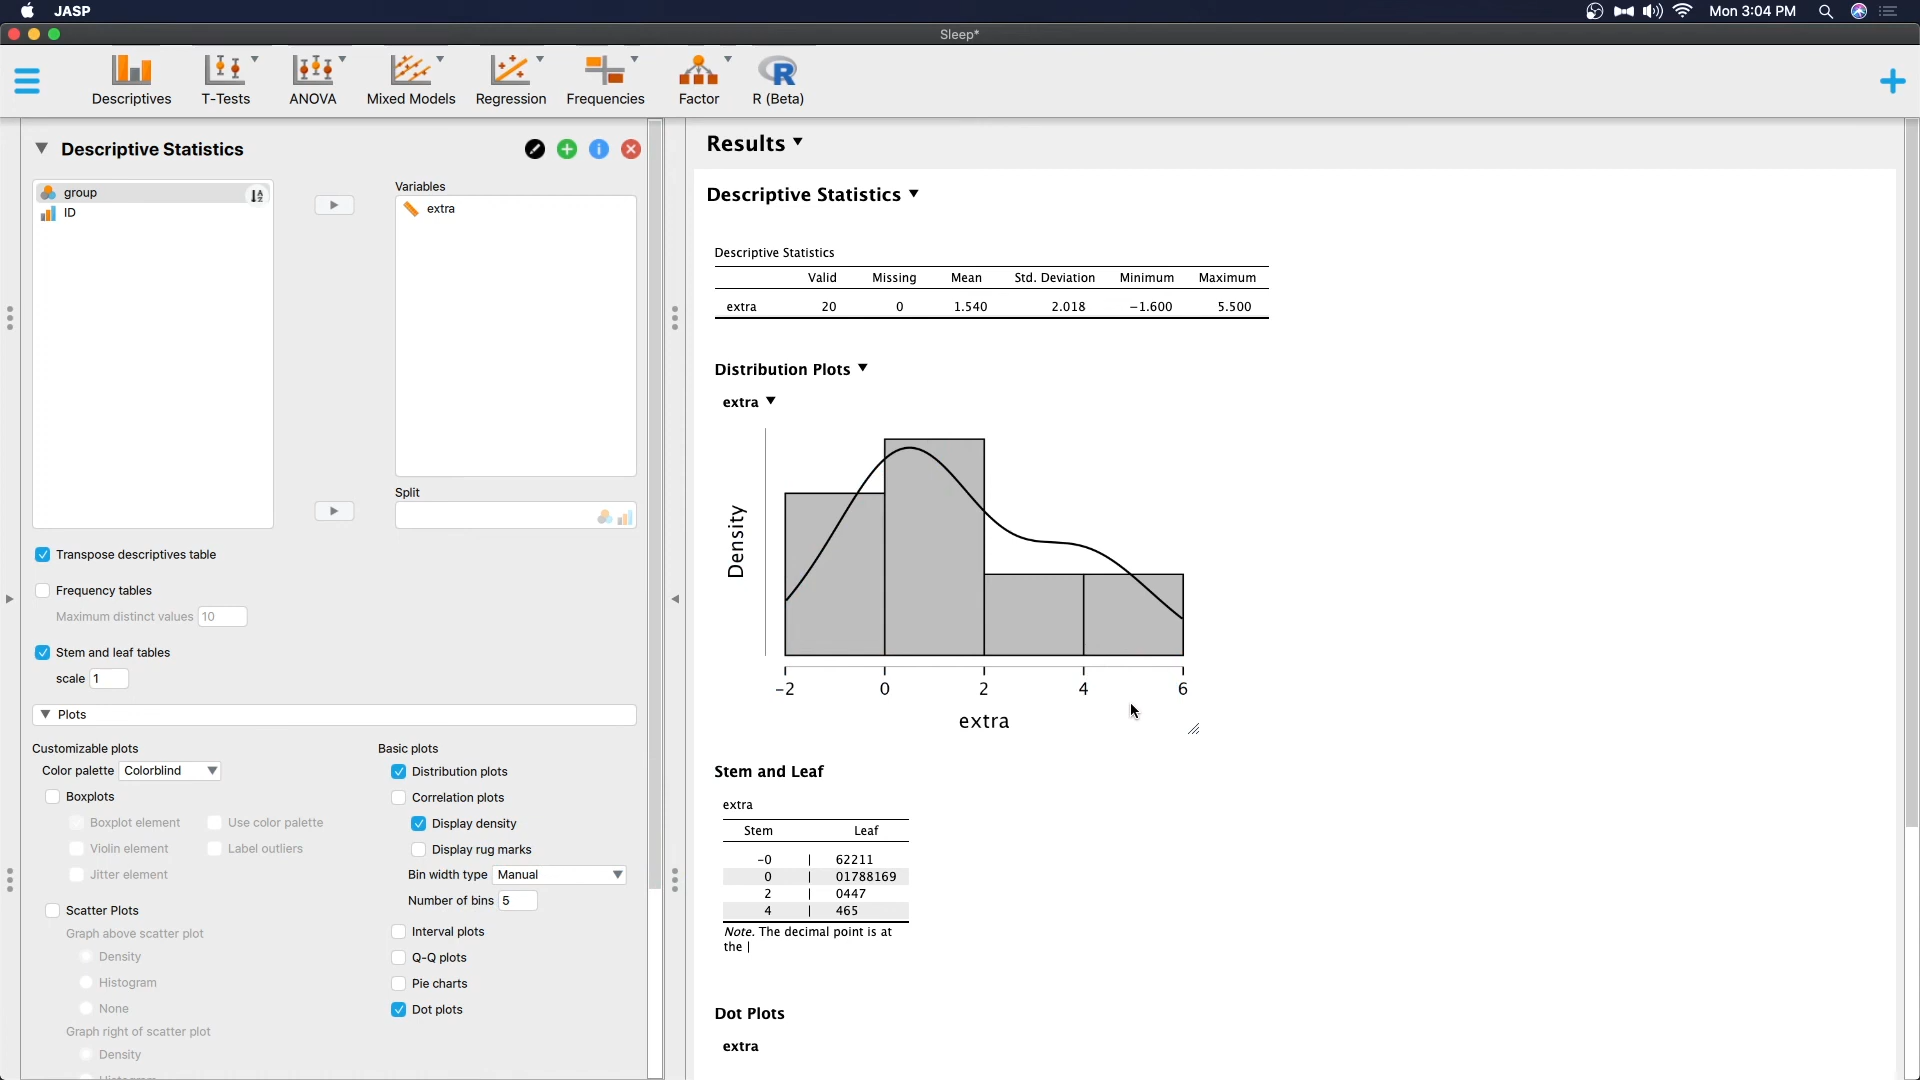 JASP
Mon 3:04 PM
Sleep*
Descriptives
T-Tests
ANOVA
Mixed Models
Regression
Frequencies
Factor
R (Beta)
Descriptive Statistics
group
ID
Variables
extra
Split
Transpose descriptives table
Frequency tables
Maximum distinct values 10
Stem and leaf tables
scale 1
Plots
Customizable plots
Color palette Colorblind
Boxplots
Boxplot element Use color palette
Violin element Label outliers
Jitter element
Scatter Plots
Graph above scatter plot
Density
Histogram
None
Graph right of scatter plot
Density
Histogram
Basic plots
Distribution plots
Correlation plots
Display density
Display rug marks
Bin width type Manual
Number of bins 5
Interval plots
Q-Q plots
Pie charts
Dot plots
Results
Descriptive Statistics
Descriptive Statistics
Valid Missing Mean Std. Deviation Minimum Maximum
extra 20 0 1.540 2.018 −1.600 5.500
Distribution Plots
extra
Density
−2 0 2 4 6
extra
Stem and Leaf
extra
Stem Leaf
-0 | 62211
0 | 01788169
2 | 0447
4 | 465
Note. The decimal point is at
the |
Dot Plots
extra